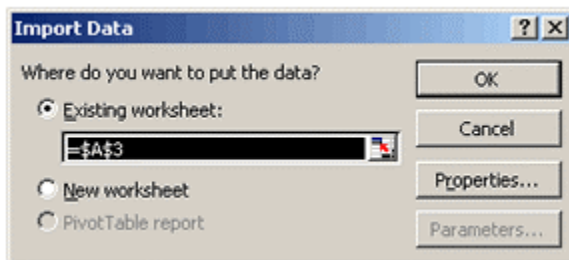 Import Data
Where do you want to put the data?
Existing worksheet:
=$A$3
New worksheet
PivotTable report
OK
Cancel
Properties...
Parameters...